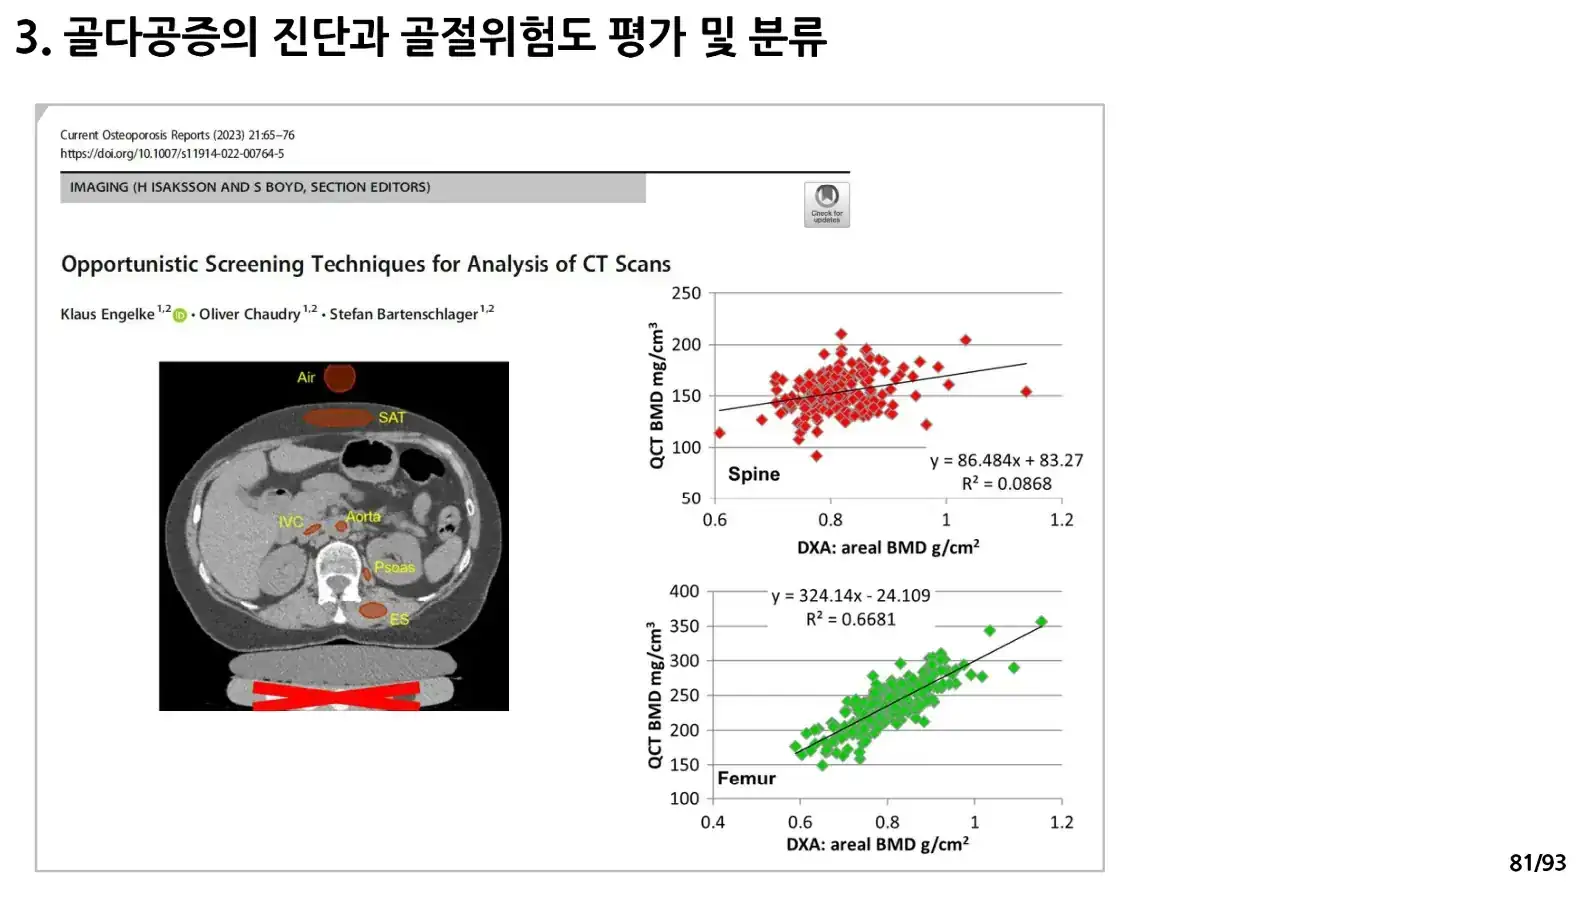 3. 골다공증의 진단과 골절위험도 평가 및 분류
Current Osteoporosis Reports (2023) 21:65–76
https://doi.org/10.1007/s11914-022-00764-5
IMAGING (H ISAKSSON AND S BOYD, SECTION EDITORS)
Check for
updates
Opportunistic Screening Techniques for Analysis of CT Scans
Klaus Engelke 1,2 iD · Oliver Chaudry 1,2 · Stefan Bartenschlager 1,2
Air
SAT
IVC
Aorta
Psoas
ES
250
200
150
100
50
QCT BMD mg/cm³
Spine
y = 86.484x + 83.27
R² = 0.0868
0.6
0.8
1
1.2
DXA: areal BMD g/cm²
400
350
300
250
200
150
100
QCT BMD mg/cm³
y = 324.14x - 24.109
R² = 0.6681
Femur
0.4
0.6
0.8
1
1.2
DXA: areal BMD g/cm²
81/93